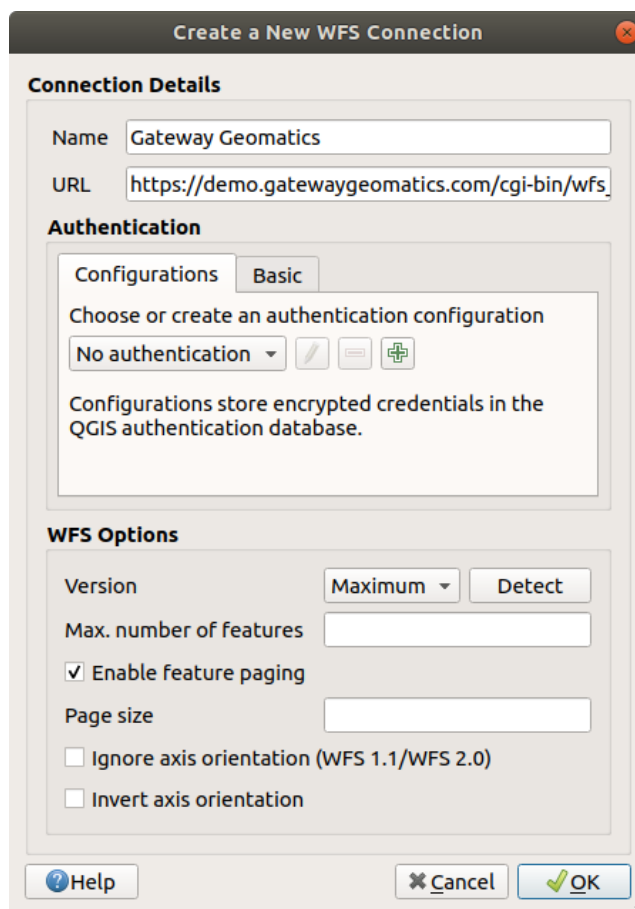 Create a New WFS Connection
Connection Details
Name Gateway Geomatics
URL https://demo.gatewaygeomatics.com/cgi-bin/wfs_
Authentication
Configurations Basic
Choose or create an authentication configuration
No authentication
Configurations store encrypted credentials in the
QGIS authentication database.
WFS Options
Version Maximum Detect
Max. number of features
Enable feature paging
Page size
Ignore axis orientation (WFS 1.1/WFS 2.0)
Invert axis orientation
Help Cancel OK